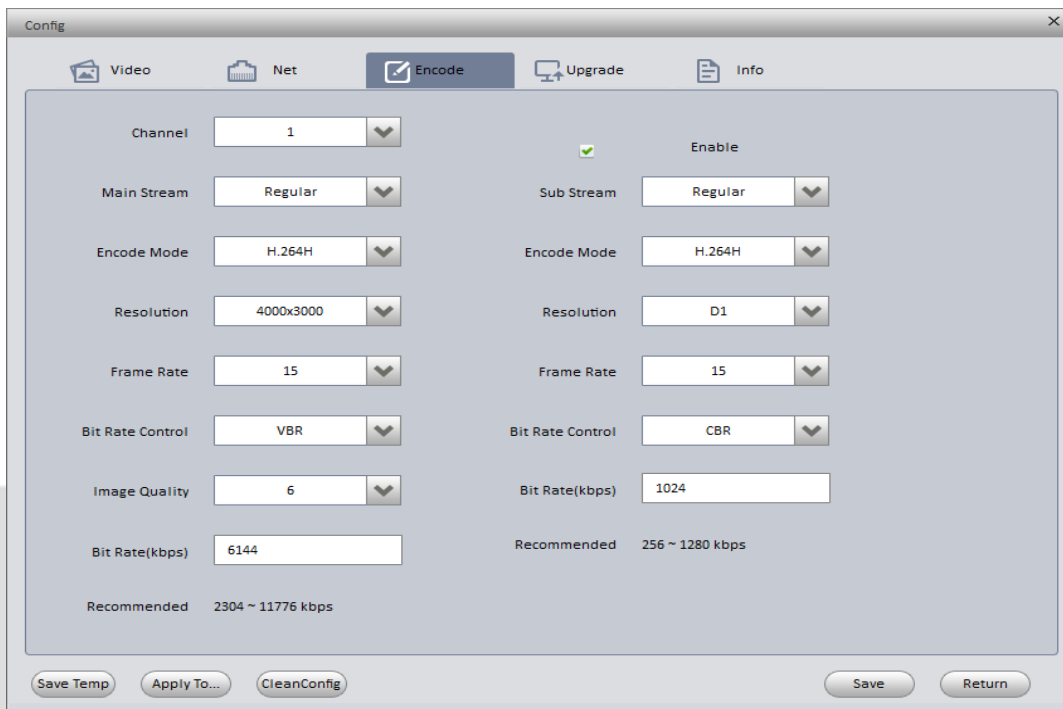 Config
Video Net Encode Upgrade Info
Channel 1
Enable
Main Stream Regular
Sub Stream Regular
Encode Mode H.264H
Encode Mode H.264H
Resolution 4000x3000
Resolution D1
Frame Rate 15
Frame Rate 15
Bit Rate Control VBR
Bit Rate Control CBR
Image Quality 6
Bit Rate(kbps) 1024
Bit Rate(kbps) 6144
Recommended 256 ~ 1280 kbps
Recommended 2304 ~ 11776 kbps
Save Temp Apply To... CleanConfig Save Return